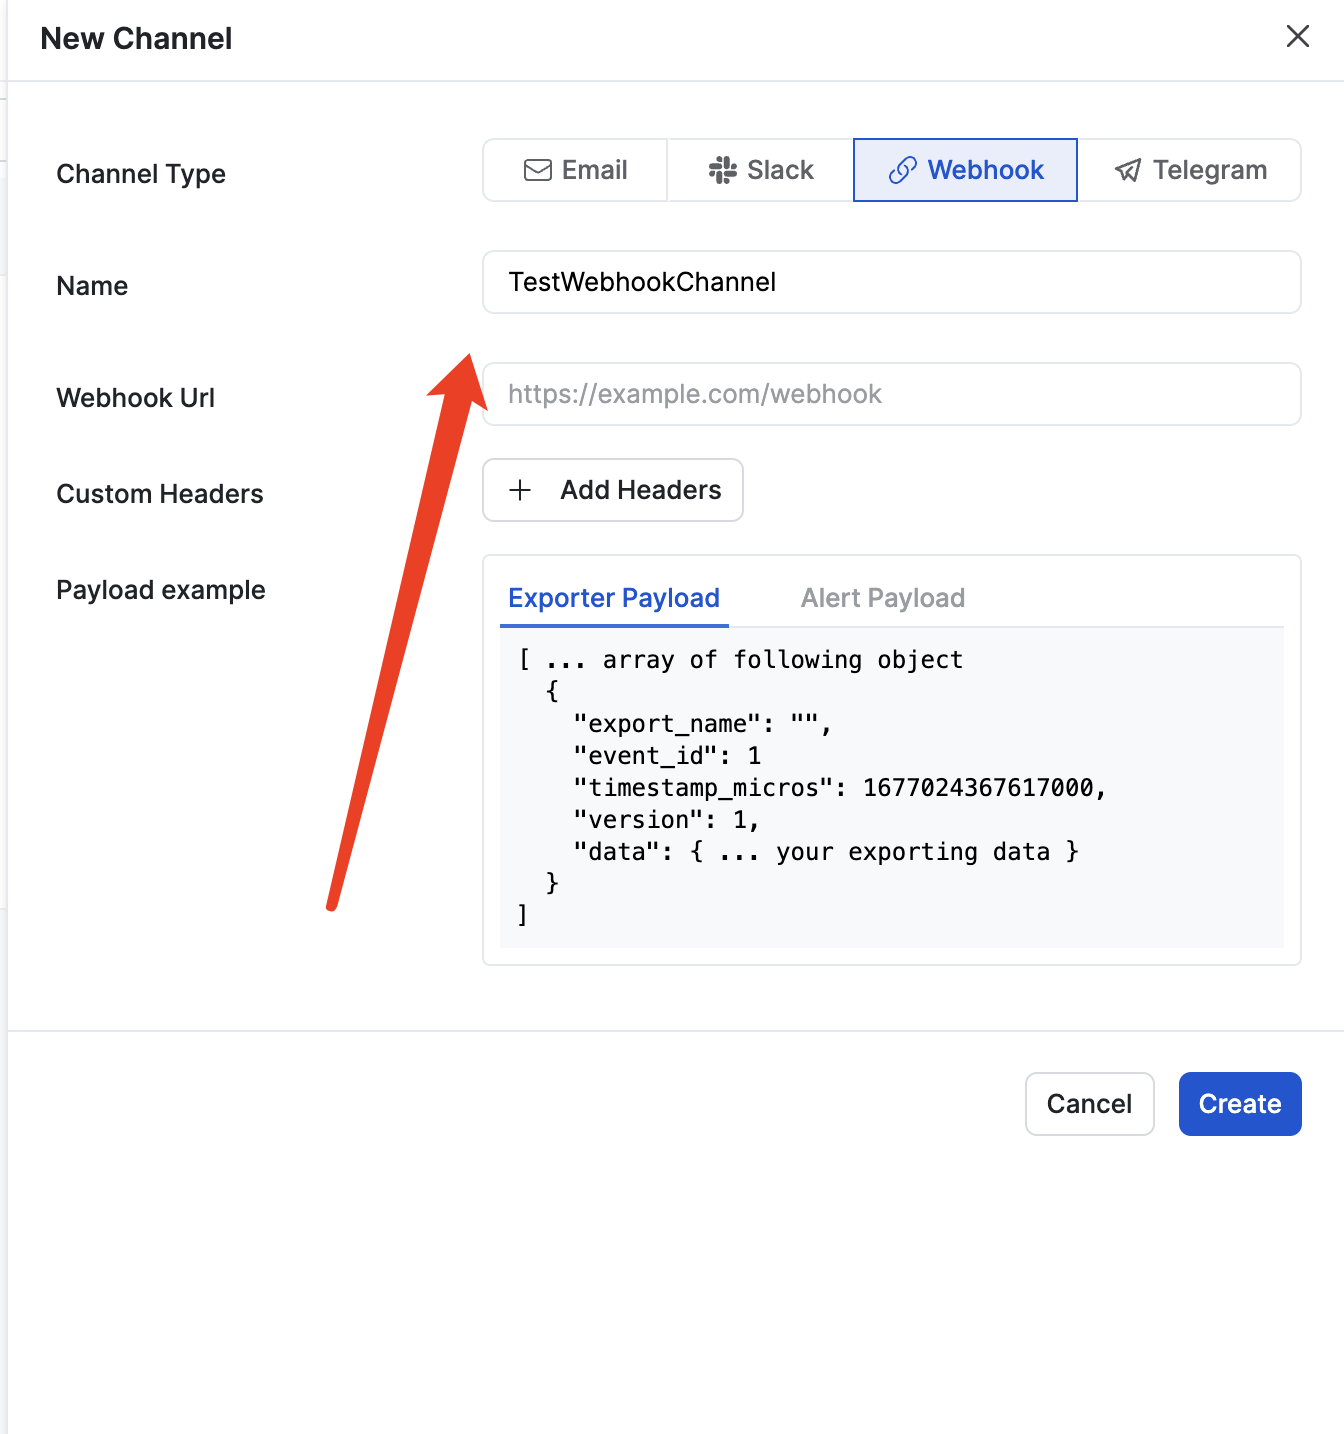 New Channel
Channel Type
Email
Slack
Webhook
Telegram
Name
TestWebhookChannel
Webhook Url
https://example.com/webhook
Custom Headers
Add Headers
Payload example
Exporter Payload
Alert Payload
[ ... array of following object
  {
    "export_name": "",
    "event_id": 1
    "timestamp_micros": 1677024367617000,
    "version": 1,
    "data": { ... your exporting data }
  }
]
Cancel
Create